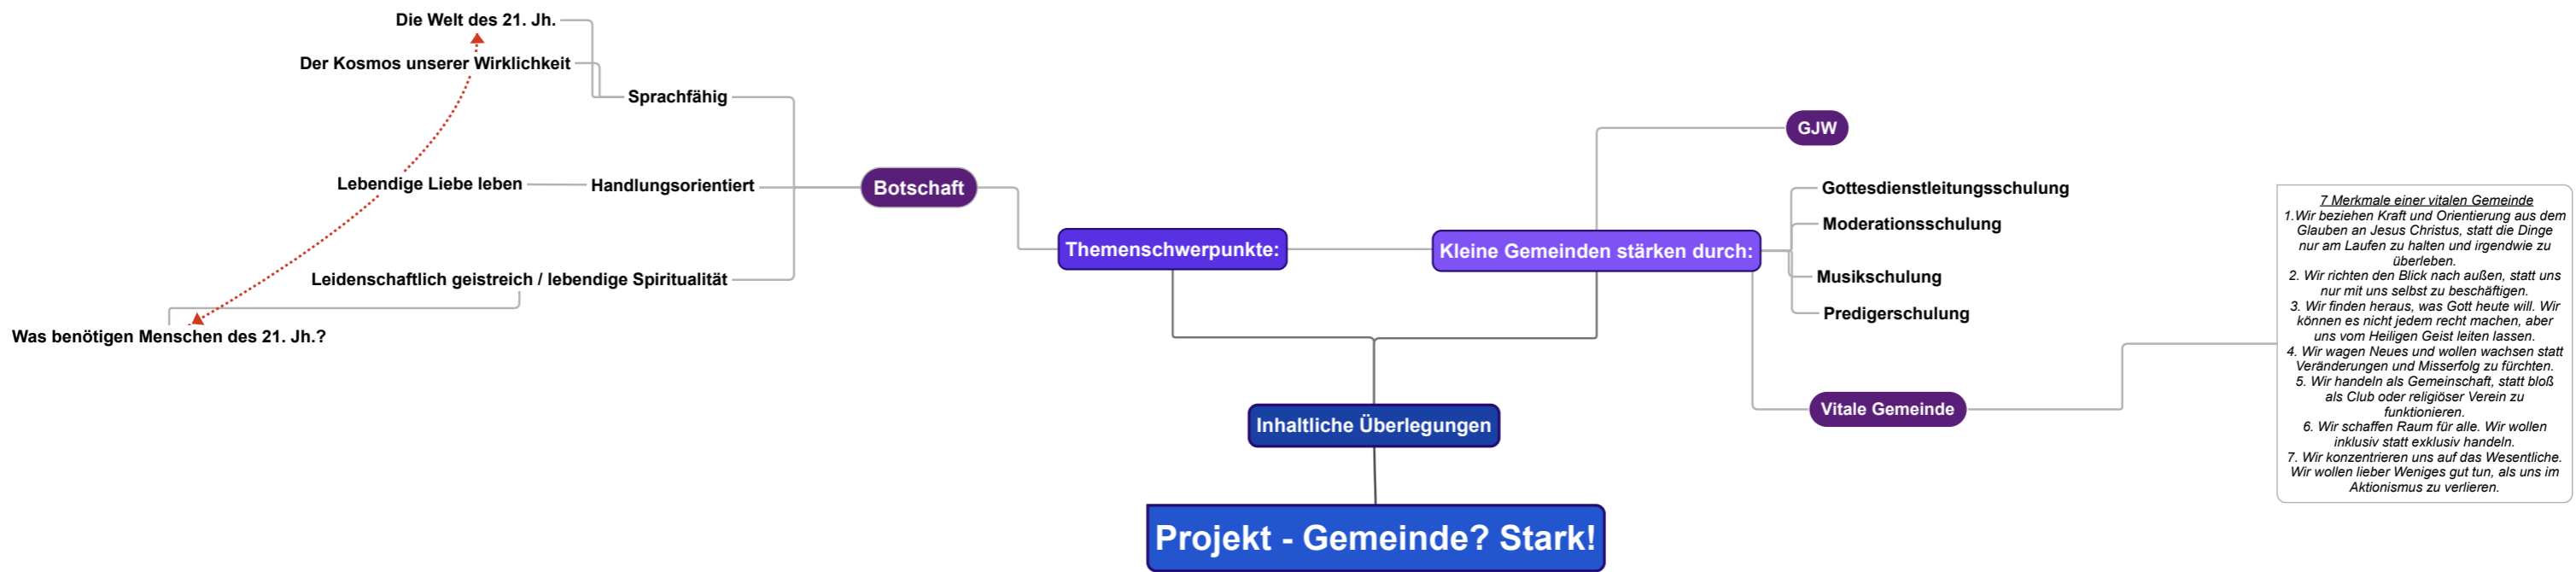 Die Welt des 21. Jh.
Der Kosmos unserer Wirklichkeit
Sprachfähig
Lebendige Liebe leben
Handlungsorientiert
Leidenschaftlich geistreich / lebendige Spiritualität
Was benötigen Menschen des 21. Jh.?
Botschaft
Themenschwerpunkte:
Kleine Gemeinden stärken durch:
GJW
Gottesdienstleitungsschulung
Moderationsschulung
Musikschulung
Predigerschulung
Vitale Gemeinde
7 Merkmale einer vitalen Gemeinde
1.Wir beziehen Kraft und Orientierung aus dem
Glauben an Jesus Christus, statt die Dinge
nur am Laufen zu halten und irgendwie zu
überleben.
2. Wir richten den Blick nach außen, statt uns
nur mit uns selbst zu beschäftigen.
3. Wir finden heraus, was Gott heute will. Wir
können es nicht jedem recht machen, aber
uns vom Heiligen Geist leiten lassen.
4. Wir wagen Neues und wollen wachsen statt
Veränderungen und Misserfolg zu fürchten.
5. Wir handeln als Gemeinschaft, statt bloß
als Club oder religiöser Verein zu
funktionieren.
6. Wir schaffen Raum für alle. Wir wollen
inklusiv statt exklusiv handeln.
7. Wir konzentrieren uns auf das Wesentliche.
Wir wollen lieber Weniges gut tun, als uns im
Aktionismus zu verlieren.
Inhaltliche Überlegungen
Projekt - Gemeinde? Stark!